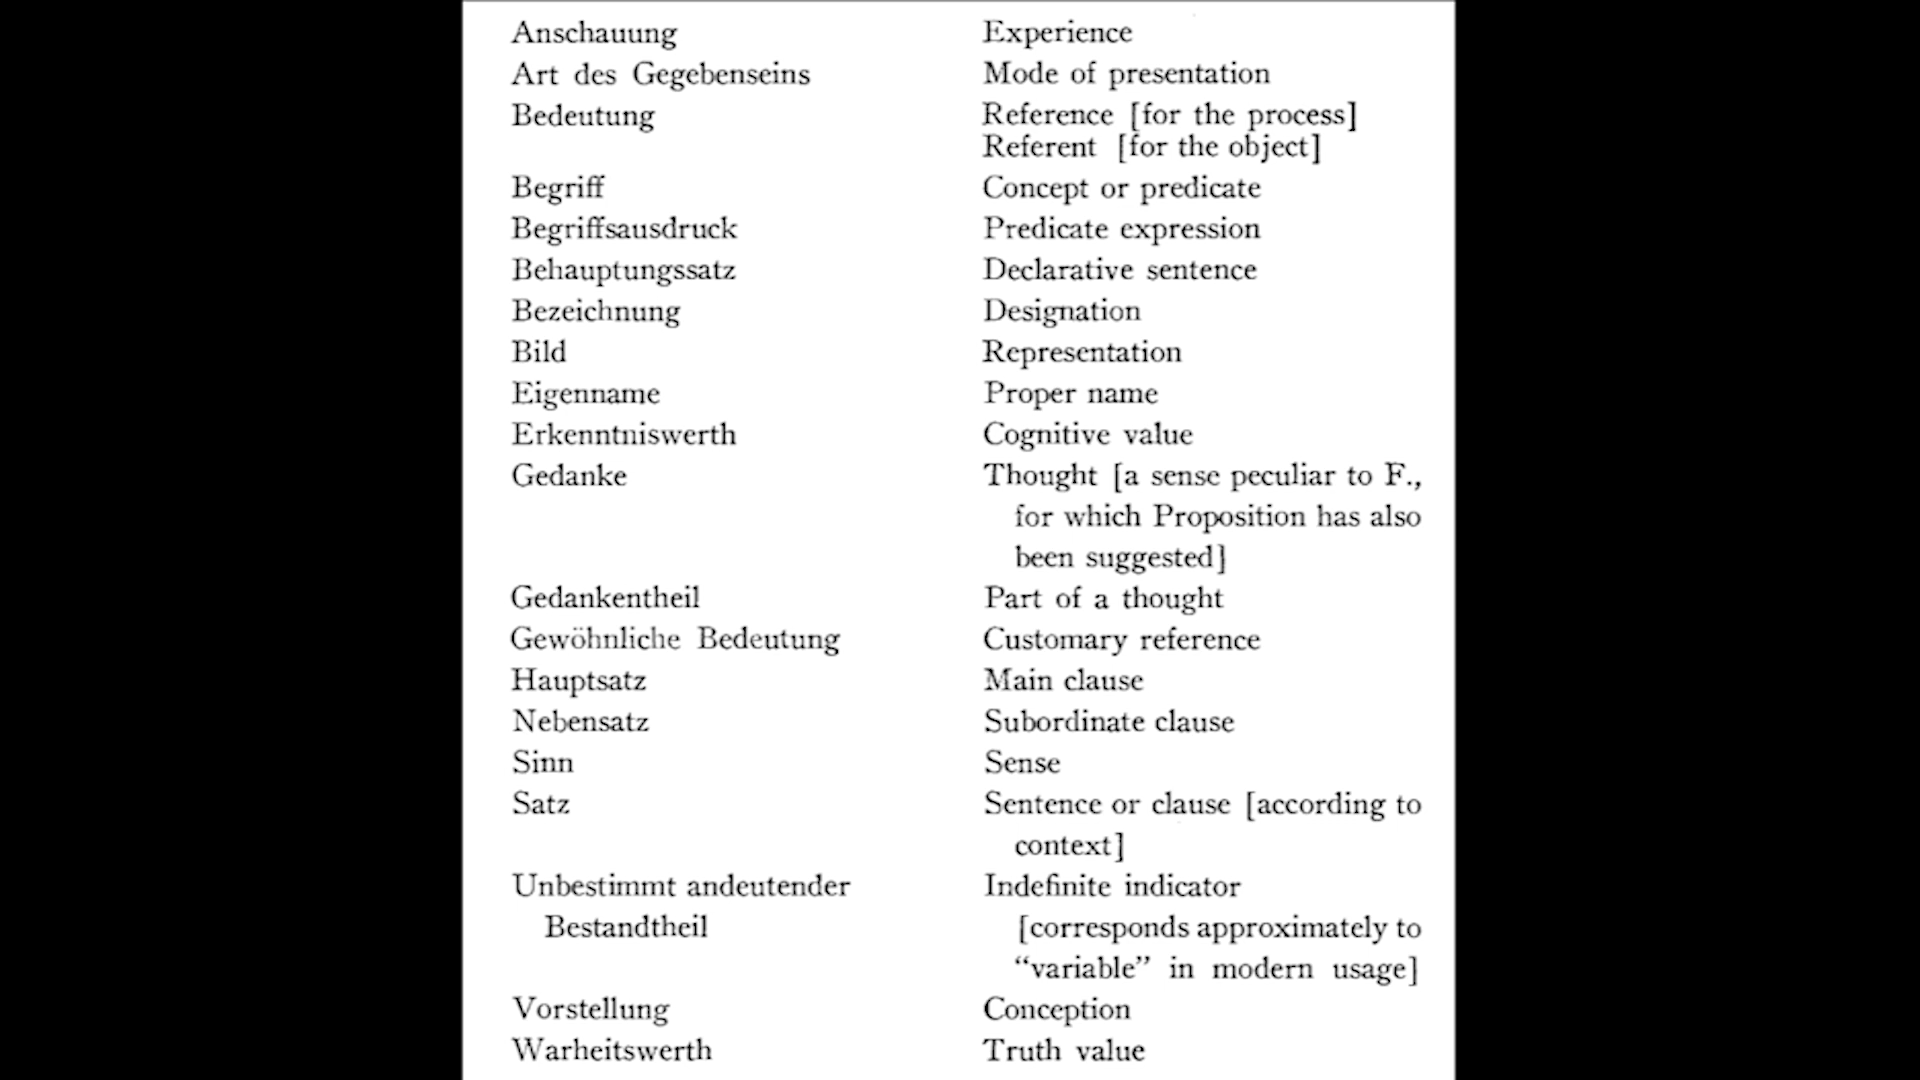 Anschauung Experience
Art des Gegebenseins Mode of presentation
Bedeutung Reference [for the process]
Referent [for the object]
Begriff Concept or predicate
Begriffsausdruck Predicate expression
Behauptungssatz Declarative sentence
Bezeichnung Designation
Bild Representation
Eigenname Proper name
Erkenntniswerth Cognitive value
Gedanke Thought [a sense peculiar to F.,
for which Proposition has also
been suggested]
Gedankentheil Part of a thought
Gewöhnliche Bedeutung Customary reference
Hauptsatz Main clause
Nebensatz Subordinate clause
Sinn Sense
Satz Sentence or clause [according to
context]
Unbestimmt andeutender Indefinite indicator
Bestandtheil [corresponds approximately to
“variable” in modern usage]
Vorstellung Conception
Warheitswerth Truth value